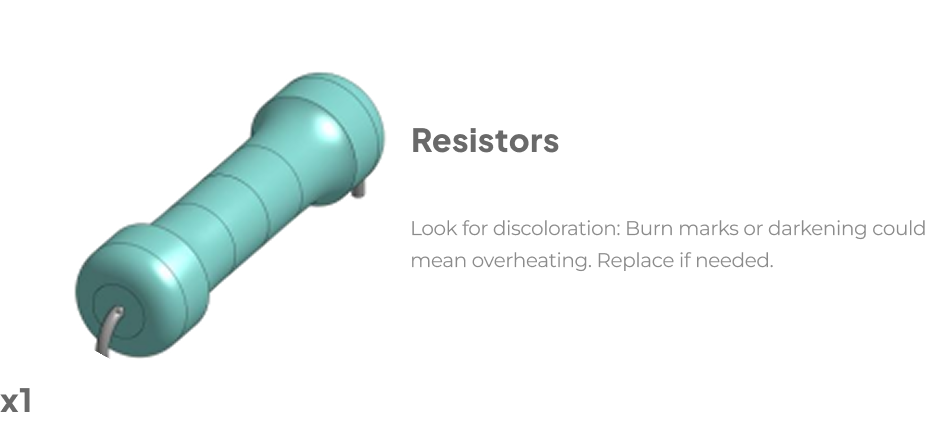 Resistors
Look for discoloration: Burn marks or darkening could
mean overheating. Replace if needed.
x1